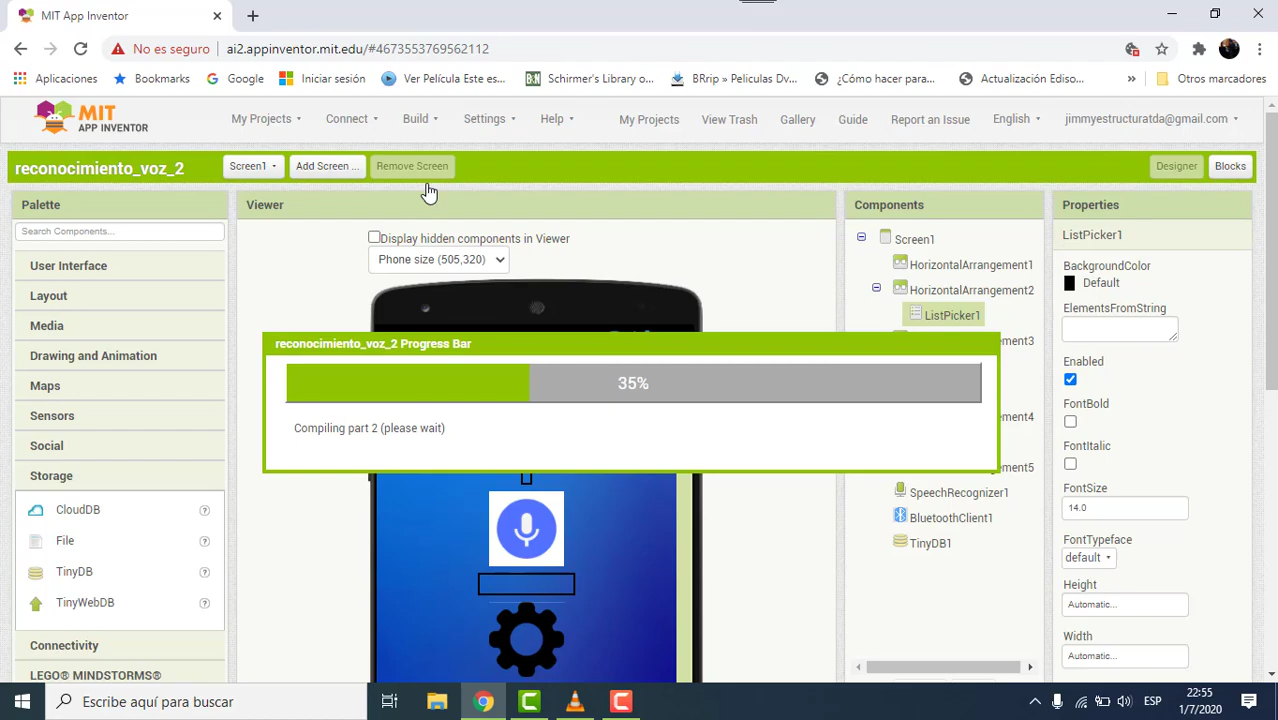 MIT App Inventor
No es seguro ai2.appinventor.mit.edu/#4673553769562112
Aplicaciones Bookmarks Google Iniciar sesión Ver Película Este es... Schirmer's Library o... BRrip » Peliculas D... ¿Cómo hacer para... Actualización Ediso... » Otros marcadores
MIT
APP INVENTOR
My Projects Connect Build Settings Help My Projects View Trash Gallery Guide Report an Issue English jimmyestructuratda@gmail.com
reconocimiento_voz_2 Screen1 Add Screen ... Remove Screen Designer Blocks
Palette Viewer Components Properties
Search Components...
User Interface
Layout
Media
Drawing and Animation
Maps
Sensors
Social
Storage
CloudDB ?
File ?
TinyDB ?
TinyWebDB ?
Connectivity
LEGO® MINDSTORMS®
Display hidden components in Viewer
Phone size (505,320)
reconocimiento_voz_2 Progress Bar
35%
Compiling part 2 (please wait)
Screen1
HorizontalArrangement1
HorizontalArrangement2
ListPicker1
SpeechRecognizer1
BluetoothClient1
TinyDB1
ListPicker1
BackgroundColor
Default
ElementsFromString
Enabled
FontBold
FontItalic
FontSize
14.0
FontTypeface
default
Height
Automatic...
Width
Automatic...
Escribe aquí para buscar
ESP
22:55
1/7/2020